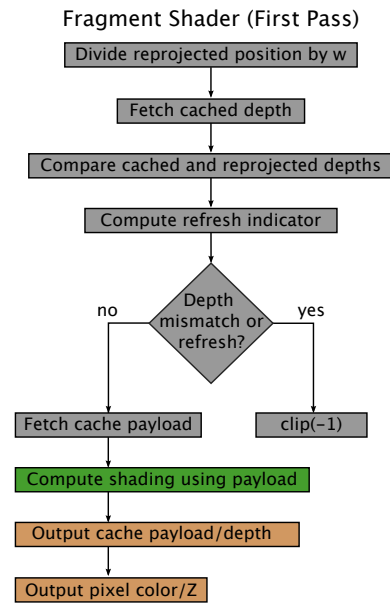 Fragment Shader (First Pass)
Divide reprojected position by w
Fetch cached depth
Compare cached and reprojected depths
Compute refresh indicator
Depth
mismatch or
refresh?
no
yes
Fetch cache payload
clip(-1)
Compute shading using payload
Output cache payload/depth
Output pixel color/Z